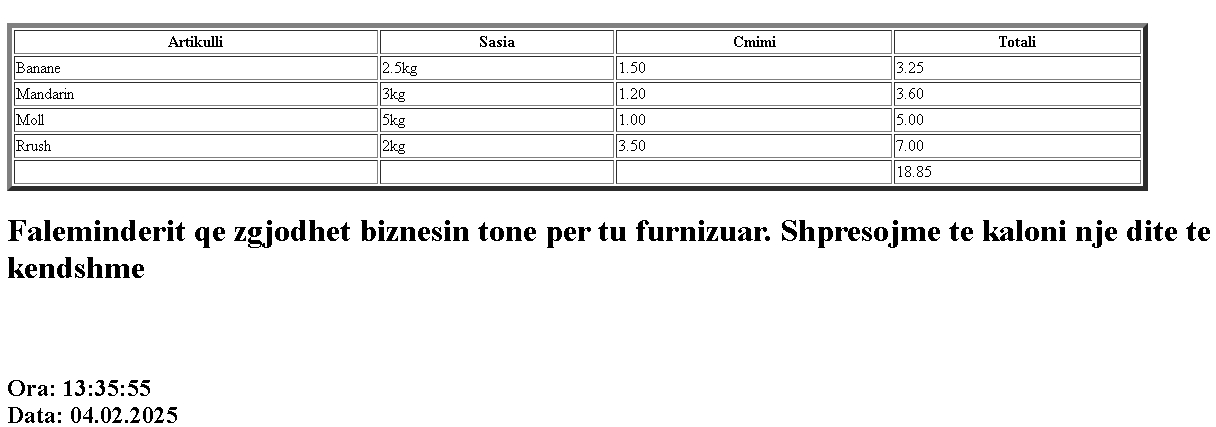 Artikulli Sasia Cmimi Totali
Banane 2.5kg 1.50 3.25
Mandarin 3kg 1.20 3.60
Moll 5kg 1.00 5.00
Rrush 2kg 3.50 7.00
18.85
Faleminderit qe zgjodhet biznesin tone per tu furnizuar. Shpresojme te kaloni nje dite te
kendshme
Ora: 13:35:55
Data: 04.02.2025